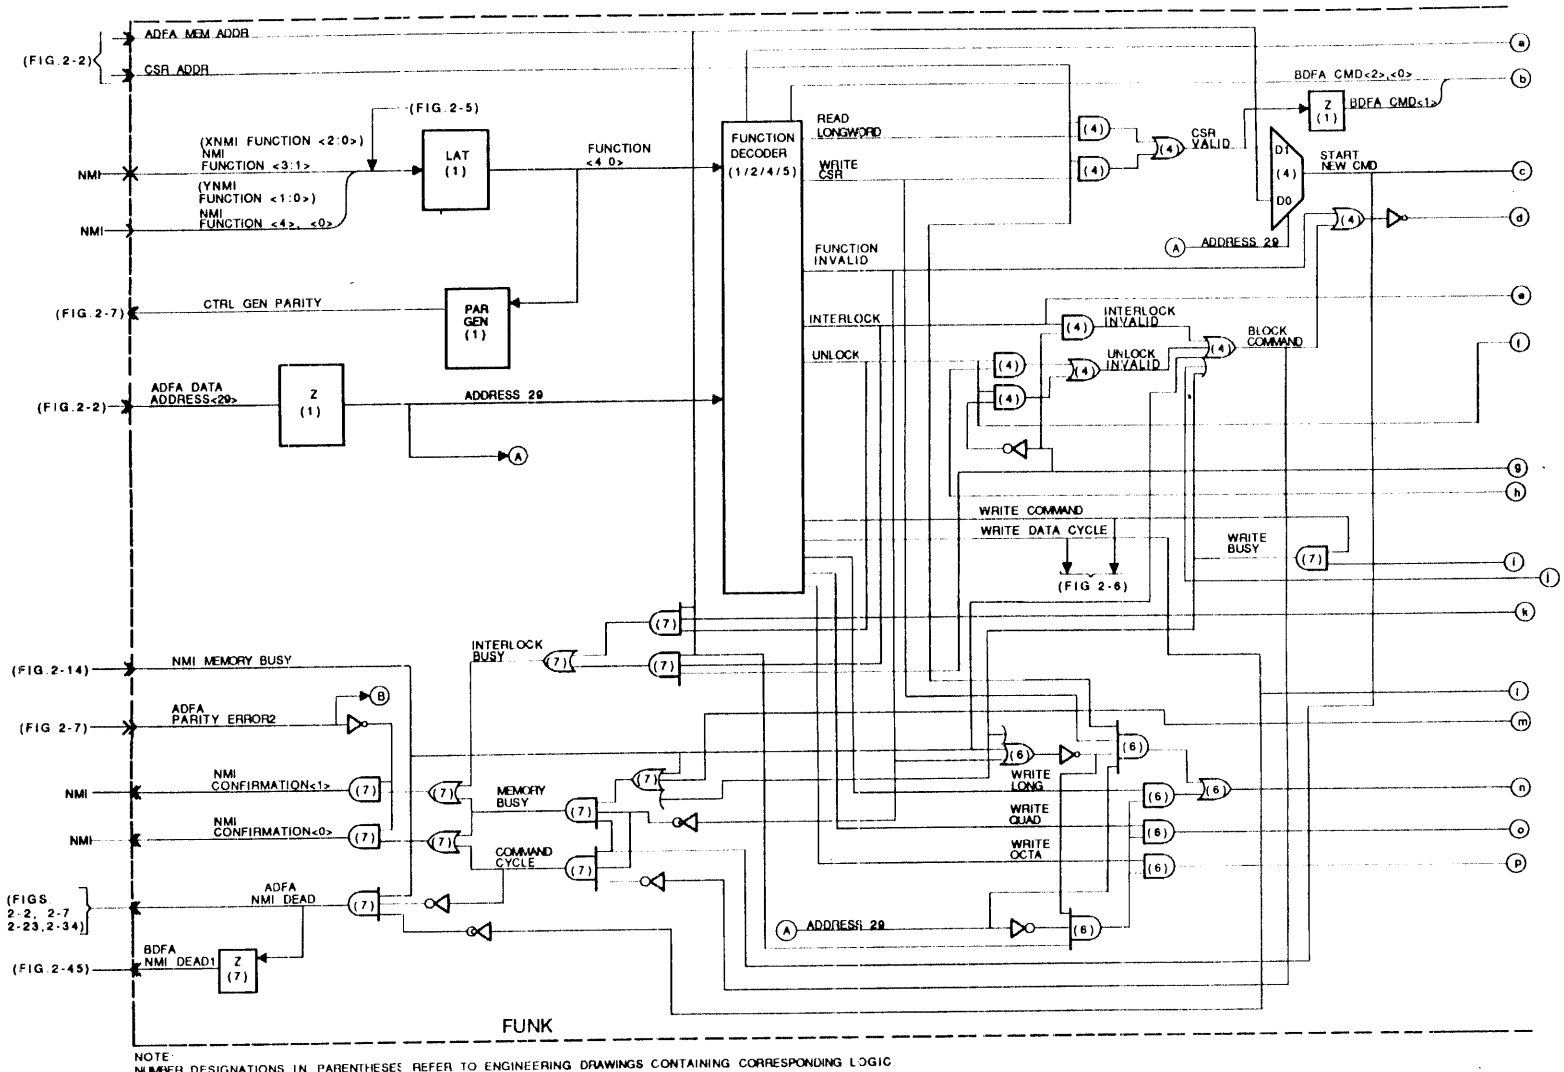 ADFA MEM ADDR
(FIG.2-2)
CSR ADDR
(FIG.2-5)
(XNMI FUNCTION <2:0>)
NMI
FUNCTION <3:1>
NMI
(YNMI
FUNCTION <1:0>)
NMI
FUNCTION <4>, <0>
NMI
LAT
(1)
FUNCTION
<4:0>
CTRL GEN PARITY
(FIG.2-7)
PAR
GEN
(1)
ADFA DATA
ADDRESS<29>
(FIG.2-2)
Z
(1)
ADDRESS 29
A
FUNCTION
DECODER
(1/2/4/5)
READ
LONGWORD
WRITE
CSR
FUNCTION
INVALID
INTERLOCK
UNLOCK
(4)
(4)
(4)
CSR
VALID
BDFA CMD<2>,<0>
Z
(1)
BDFA CMD<1>
D1
(4)
D0
START
NEW CMD
A
ADDRESS 29
(4)
(4)
INTERLOCK
INVALID
(4)
(4)
(4)
UNLOCK
INVALID
(4)
BLOCK
COMMAND
WRITE COMMAND
WRITE DATA CYCLE
(FIG 2-6)
WRITE
BUSY
(7)
a
b
c
d
e
f
g
h
i
j
k
l
m
n
o
p
(7)
(7)
(7)
INTERLOCK
BUSY
(FIG.2-14)
NMI MEMORY BUSY
B
ADFA
PARITY ERROR2
(FIG 2-7)
NMI
CONFIRMATION<1>
NMI
(7)
(7)
NMI
CONFIRMATION<0>
NMI
(7)
(7)
MEMORY
BUSY
(7)
(7)
COMMAND
CYCLE
(7)
(FIGS
2-2, 2-7
2-23,2-34)
ADFA
NMI DEAD
(7)
BDFA
NMI DEAD1
(FIG.2-45)
Z
(7)
(6)
(6)
WRITE
LONG
(6)
(6)
WRITE
QUAD
(6)
WRITE
OCTA
(6)
A
ADDRESS 29
(6)
FUNK
NOTE:
NUMBER DESIGNATIONS IN PARENTHESES REFER TO ENGINEERING DRAWINGS CONTAINING CORRESPONDING LOGIC